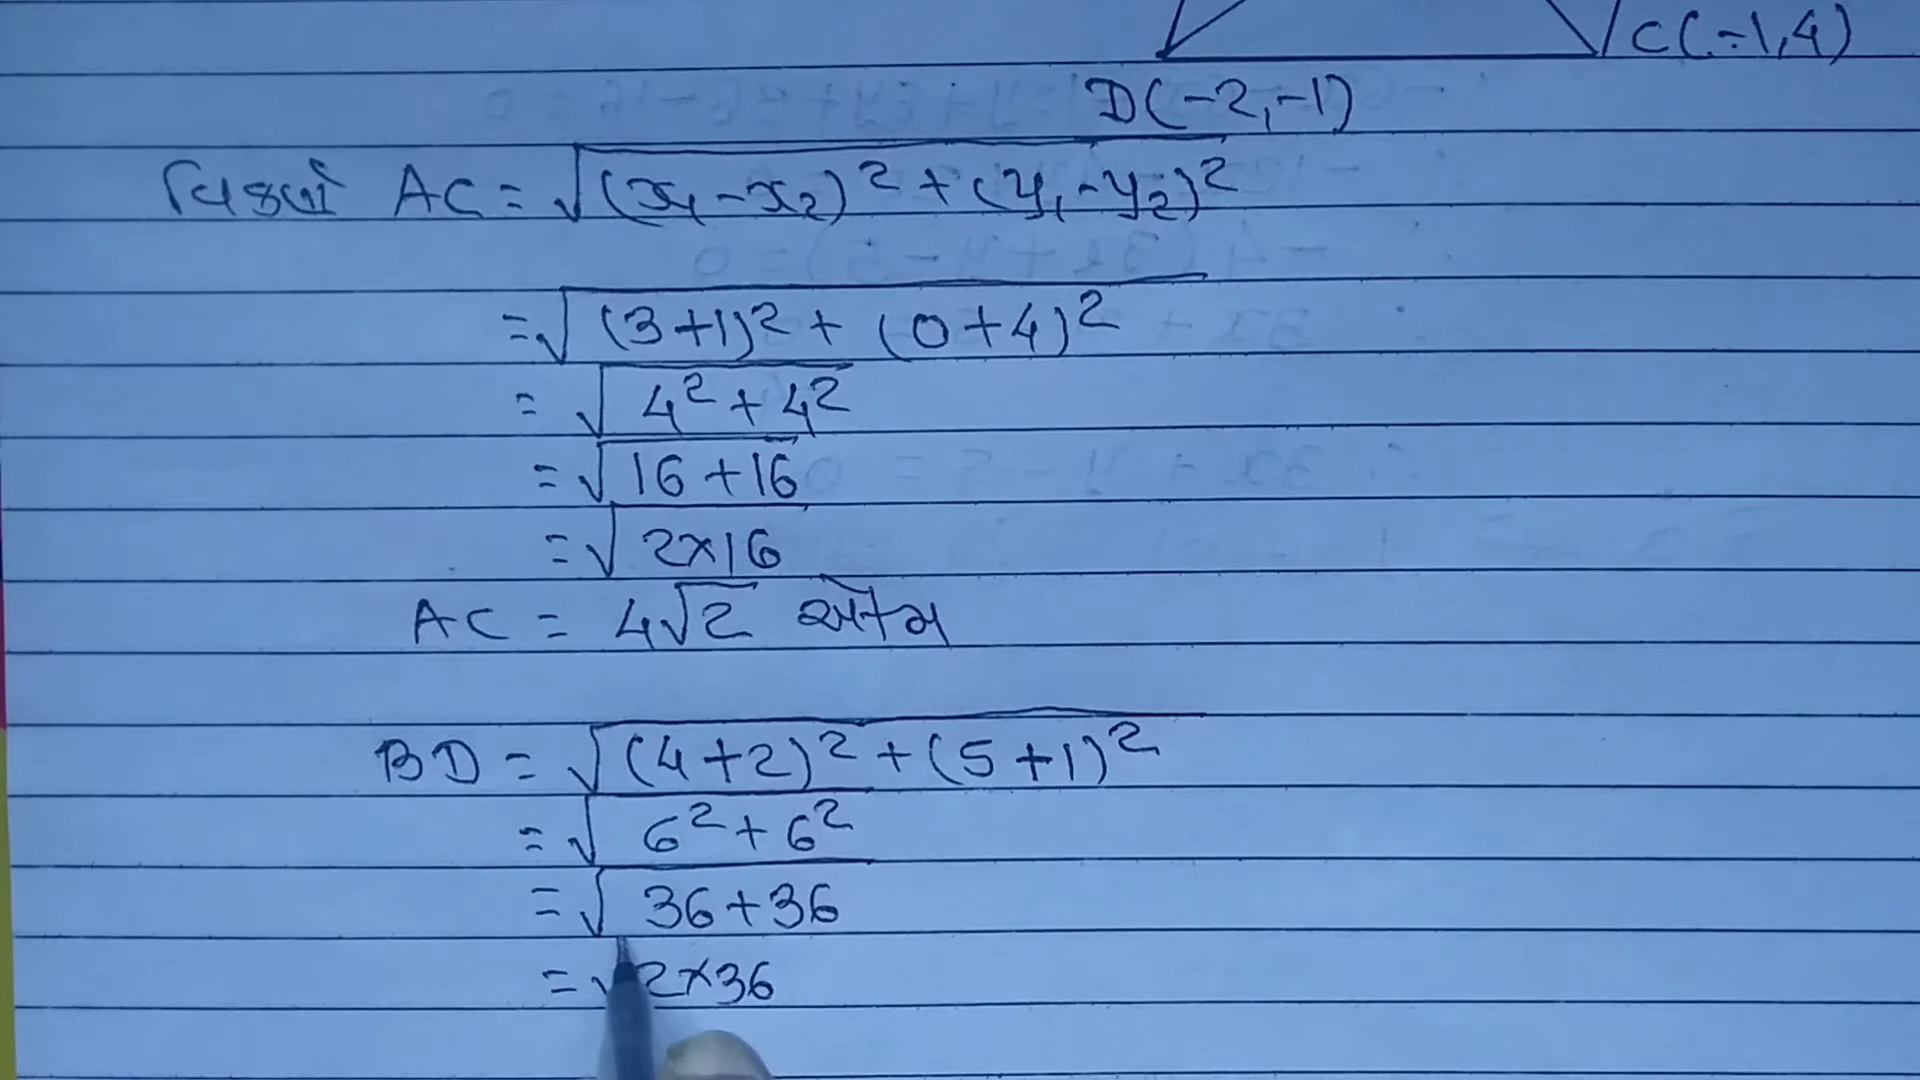 C(-1,4)
D(-2,-1)
વિકર્ણ AC = √(x₁-x₂)² + (y₁-y₂)²
= √(3+1)² + (0+4)²
= √4² + 4²
= √16+16
= √2×16
AC = 4√2 એકમ
BD = √(4+2)² + (5+1)²
= √6² + 6²
= √36+36
= √2×36